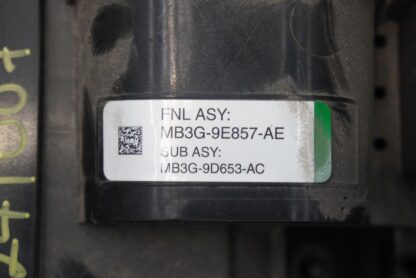 FNL ASY:
MB3G-9E857-AE
SUB ASY:
MB3G-9D653-AC